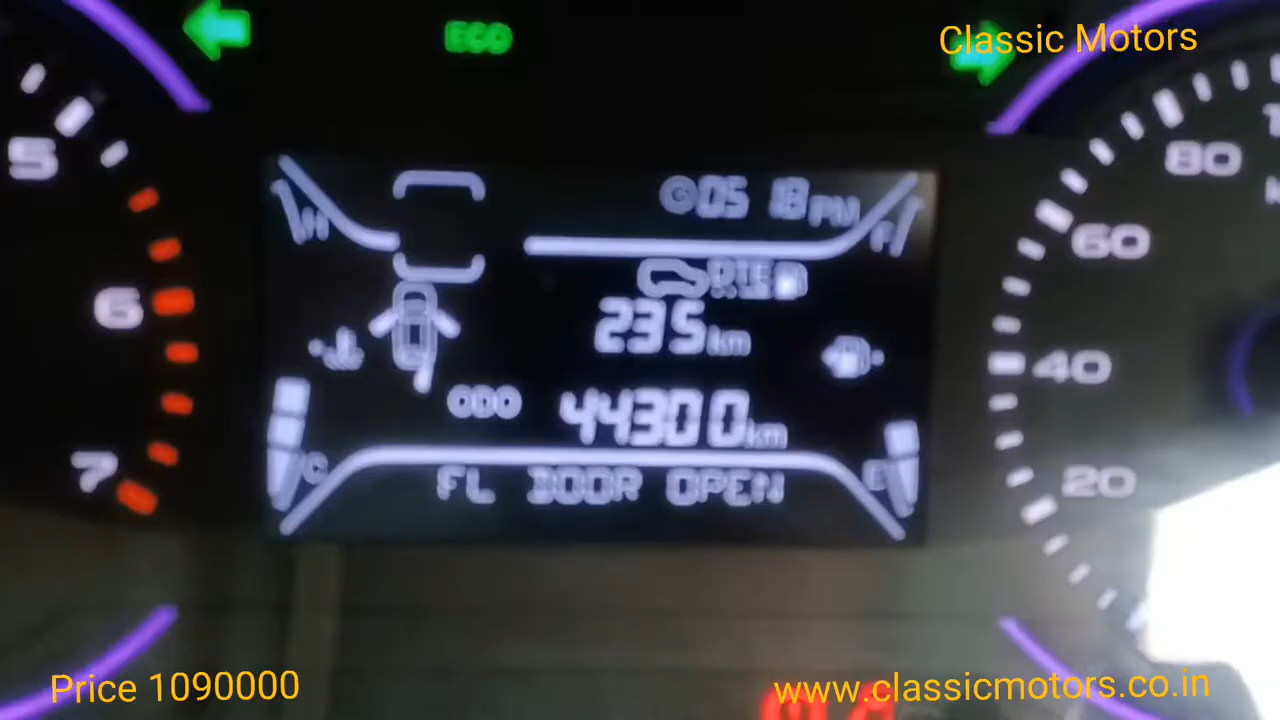 ECO
Classic Motors
5
80
05 18 PM
H
F
60
DTE
6
235 km
40
ODO 44300 km
7
C
E
20
FL DOOR OPEN
Price 1090000
www.classicmotors.co.in